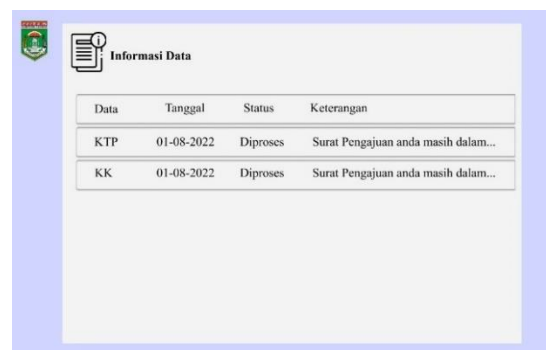 Informasi Data
Data Tanggal Status Keterangan
KTP 01-08-2022 Diproses Surat Pengajuan anda masih dalam...
KK 01-08-2022 Diproses Surat Pengajuan anda masih dalam...